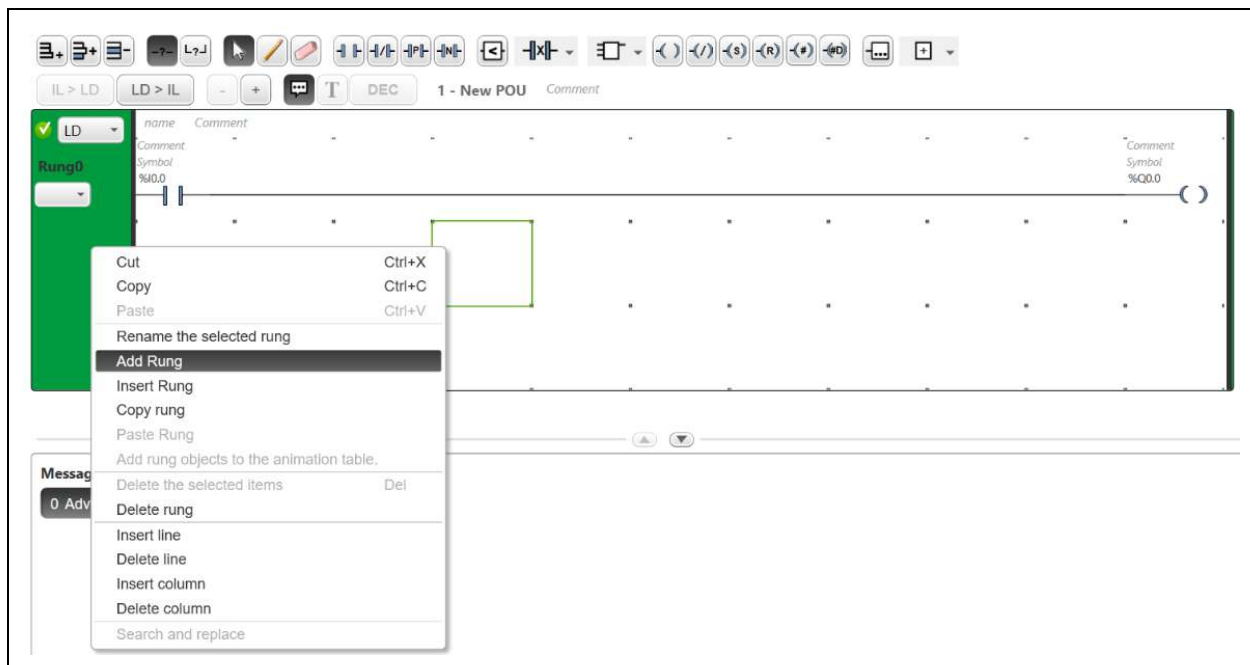 -?- L?J P N < X ( ) (/) (S) (R) (#) (#D) ... +
IL > LD LD > IL - + T DEC 1 - New POU Comment
LD name Comment
Comment Comment
Rung0 Symbol Symbol
%I0.0 %Q0.0
Cut Ctrl+X
Copy Ctrl+C
Paste Ctrl+V
Rename the selected rung
Add Rung
Insert Rung
Copy rung
Paste Rung
Add rung objects to the animation table.
Messag
Delete the selected items Del
0 Adv
Delete rung
Insert line
Delete line
Insert column
Delete column
Search and replace